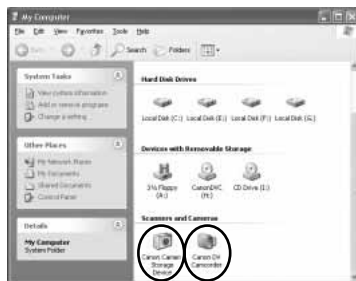 My Computer
File Edit View Favorites Tools Help
Search Folders
System Tasks
View system information
Add or remove programs
Change a setting
Other Places
My Network Places
My Documents
Shared Documents
Control Panel
Details
My Computer
System Folder
Hard Disk Drives
Local Disk (C:) Local Disk (E:) Local Disk (F:) Local Disk (G:)
Devices with Removable Storage
3½ Floppy (A:) CanonDVC (H:) CD Drive (I:)
Scanners and Cameras
Canon Camera Storage Device
Canon DV Camcorder